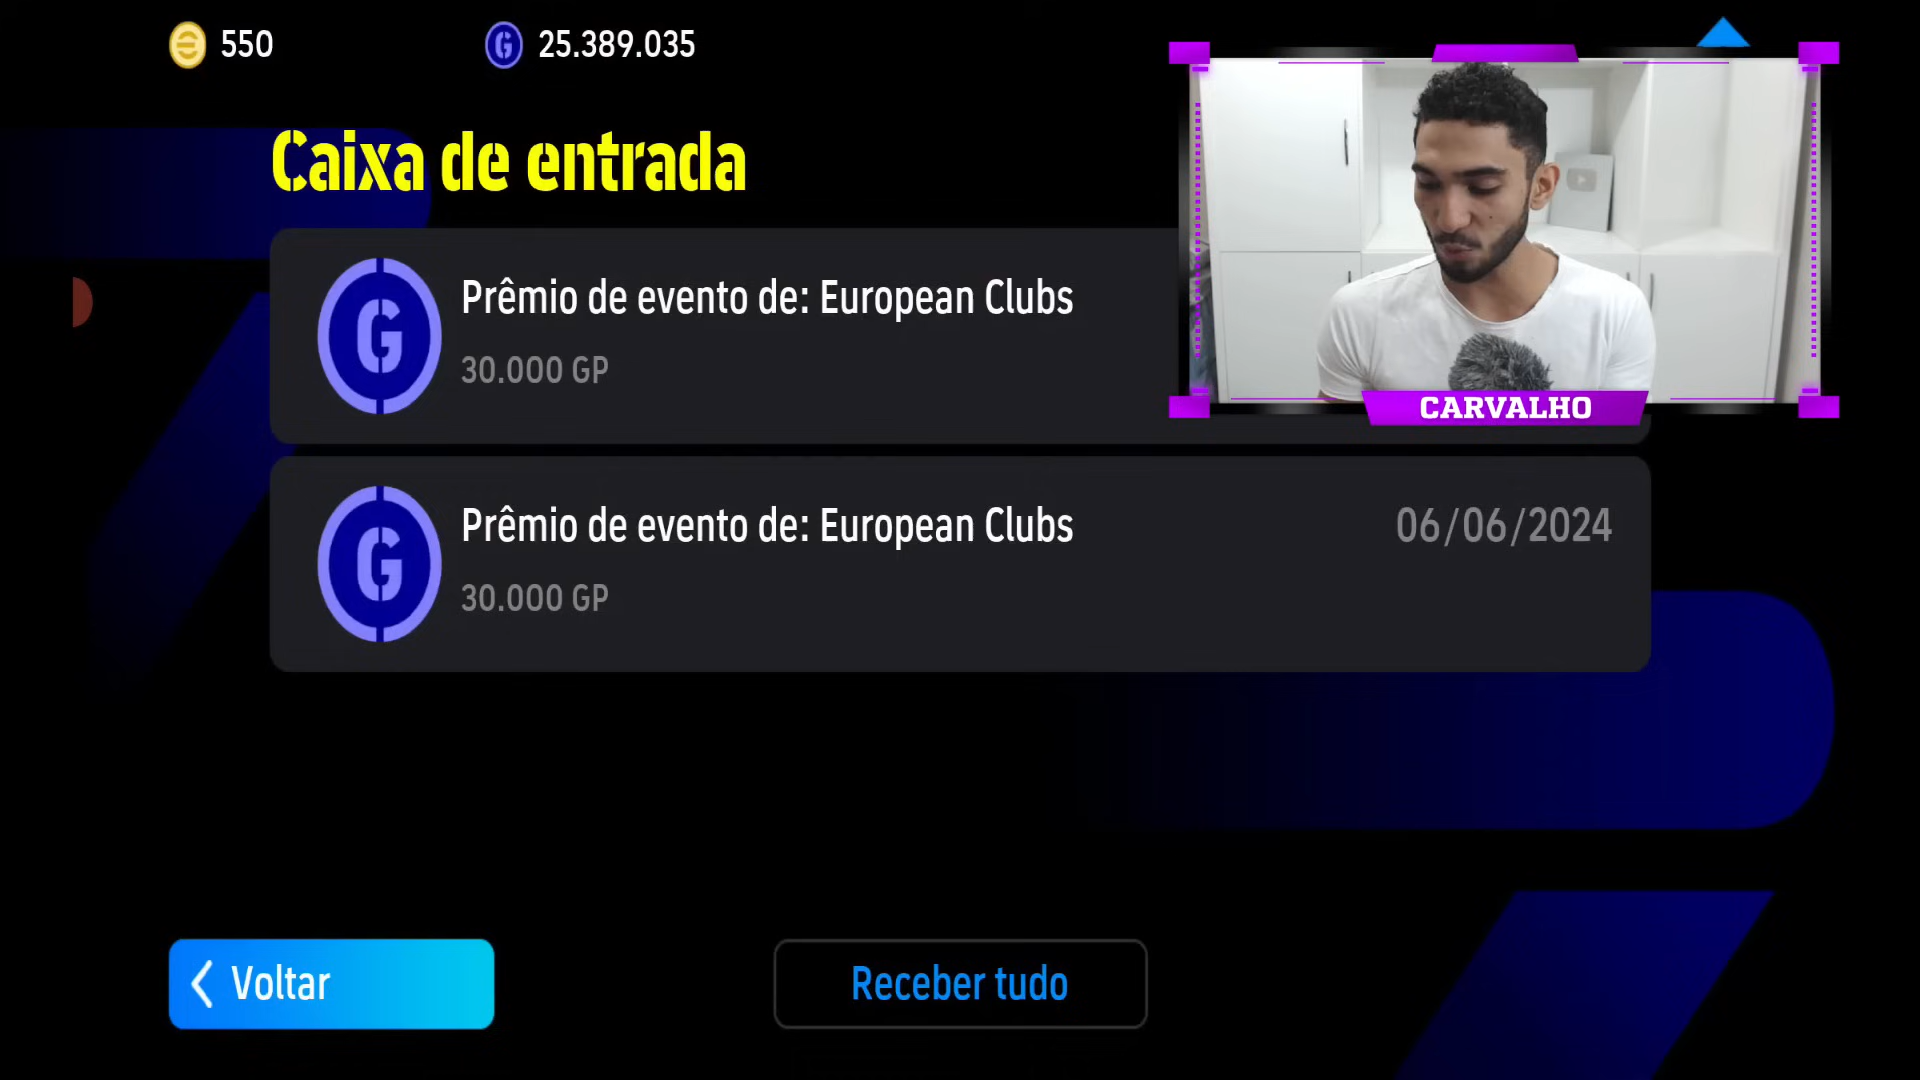 550
25.389.035
Caixa de entrada
Prêmio de evento de: European Clubs
30.000 GP
CARVALHO
Prêmio de evento de: European Clubs
06/06/2024
30.000 GP
Voltar
Receber tudo